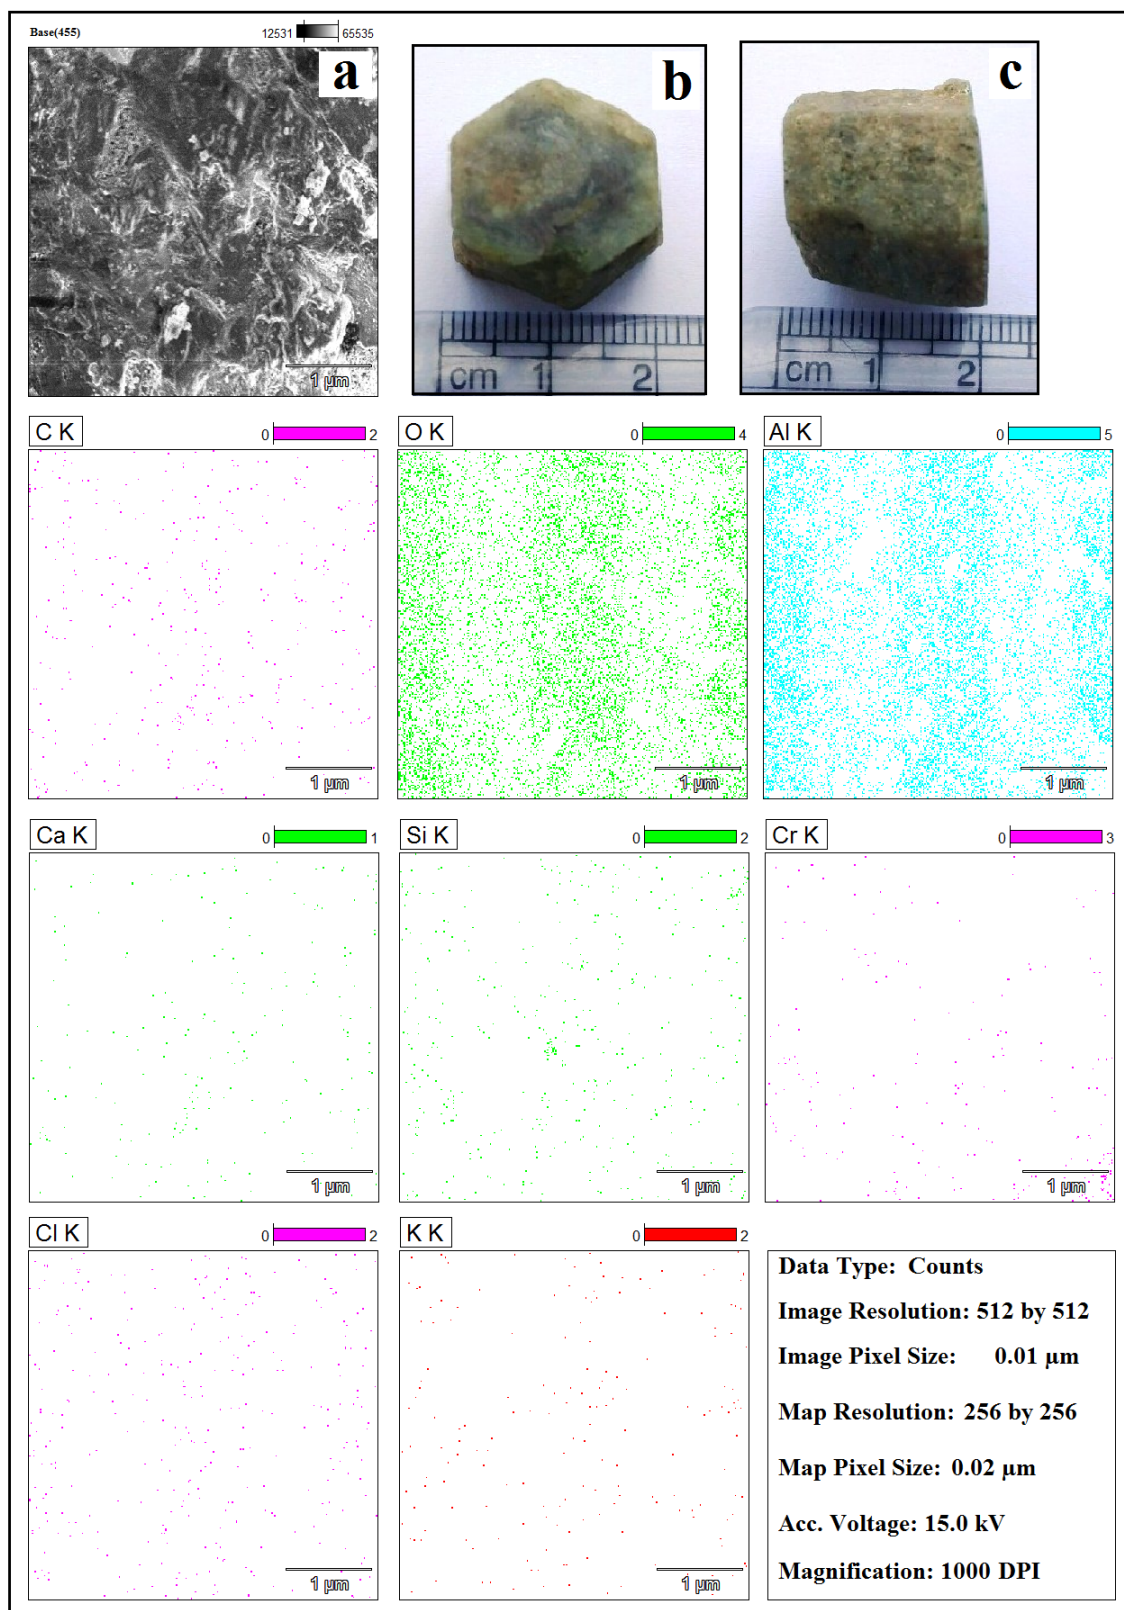 Base(455)
12531 65535
a
1 µm
b
cm 1 2
c
cm 1 2
C K
0 2
1 µm
O K
0 4
1 µm
Al K
0 5
1 µm
Ca K
0 1
1 µm
Si K
0 2
1 µm
Cr K
0 3
1 µm
Cl K
0 2
1 µm
K K
0 2
1 µm
Data Type: Counts
Image Resolution: 512 by 512
Image Pixel Size: 0.01 µm
Map Resolution: 256 by 256
Map Pixel Size: 0.02 µm
Acc. Voltage: 15.0 kV
Magnification: 1000 DPI